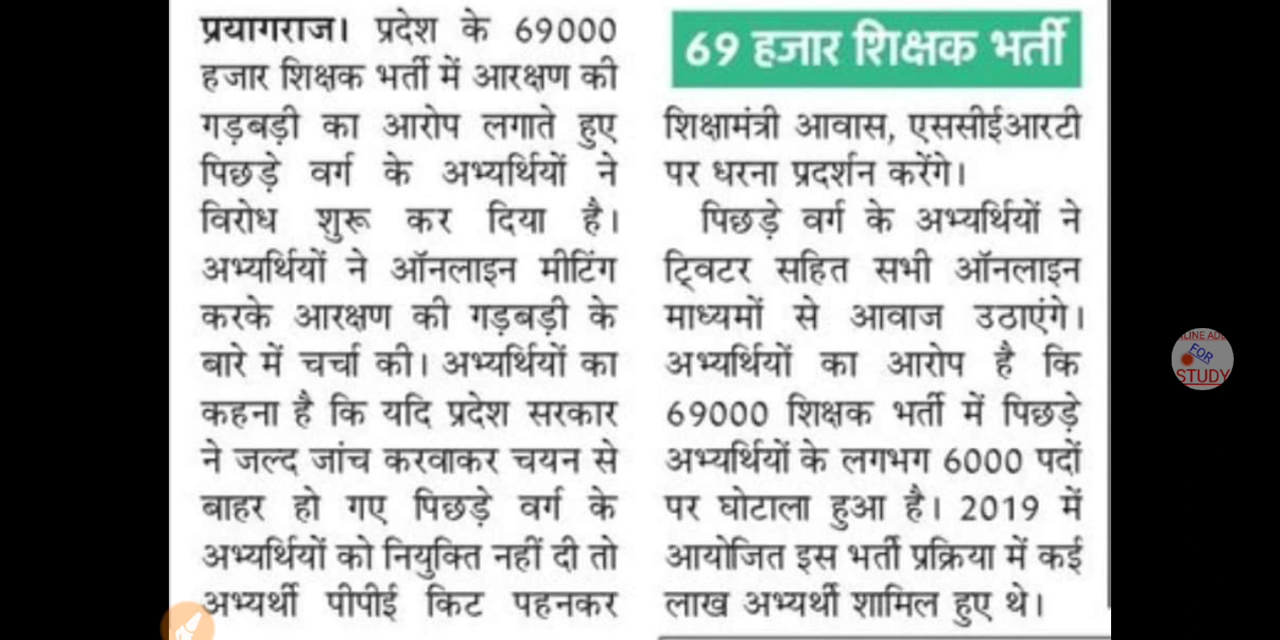 प्रयागराज। प्रदेश के 69000
हजार शिक्षक भर्ती में आरक्षण की
गड़बड़ी का आरोप लगाते हुए
पिछड़े वर्ग के अभ्यर्थियों ने
विरोध शुरू कर दिया है।
अभ्यर्थियों ने ऑनलाइन मीटिंग
करके आरक्षण की गड़बड़ी के
बारे में चर्चा की। अभ्यर्थियों का
कहना है कि यदि प्रदेश सरकार
ने जल्द जांच करवाकर चयन से
बाहर हो गए पिछड़े वर्ग के
अभ्यर्थियों को नियुक्ति नहीं दी तो
अभ्यर्थी पीपीई किट पहनकर
69 हजार शिक्षक भर्ती
शिक्षामंत्री आवास, एससीईआरटी
पर धरना प्रदर्शन करेंगे।
पिछड़े वर्ग के अभ्यर्थियों ने
ट्विटर सहित सभी ऑनलाइन
माध्यमों से आवाज उठाएंगे।
अभ्यर्थियों का आरोप है कि
69000 शिक्षक भर्ती में पिछड़े
अभ्यर्थियों के लगभग 6000 पदों
पर घोटाला हुआ है। 2019 में
आयोजित इस भर्ती प्रक्रिया में कई
लाख अभ्यर्थी शामिल हुए थे।
FOR
STUDY